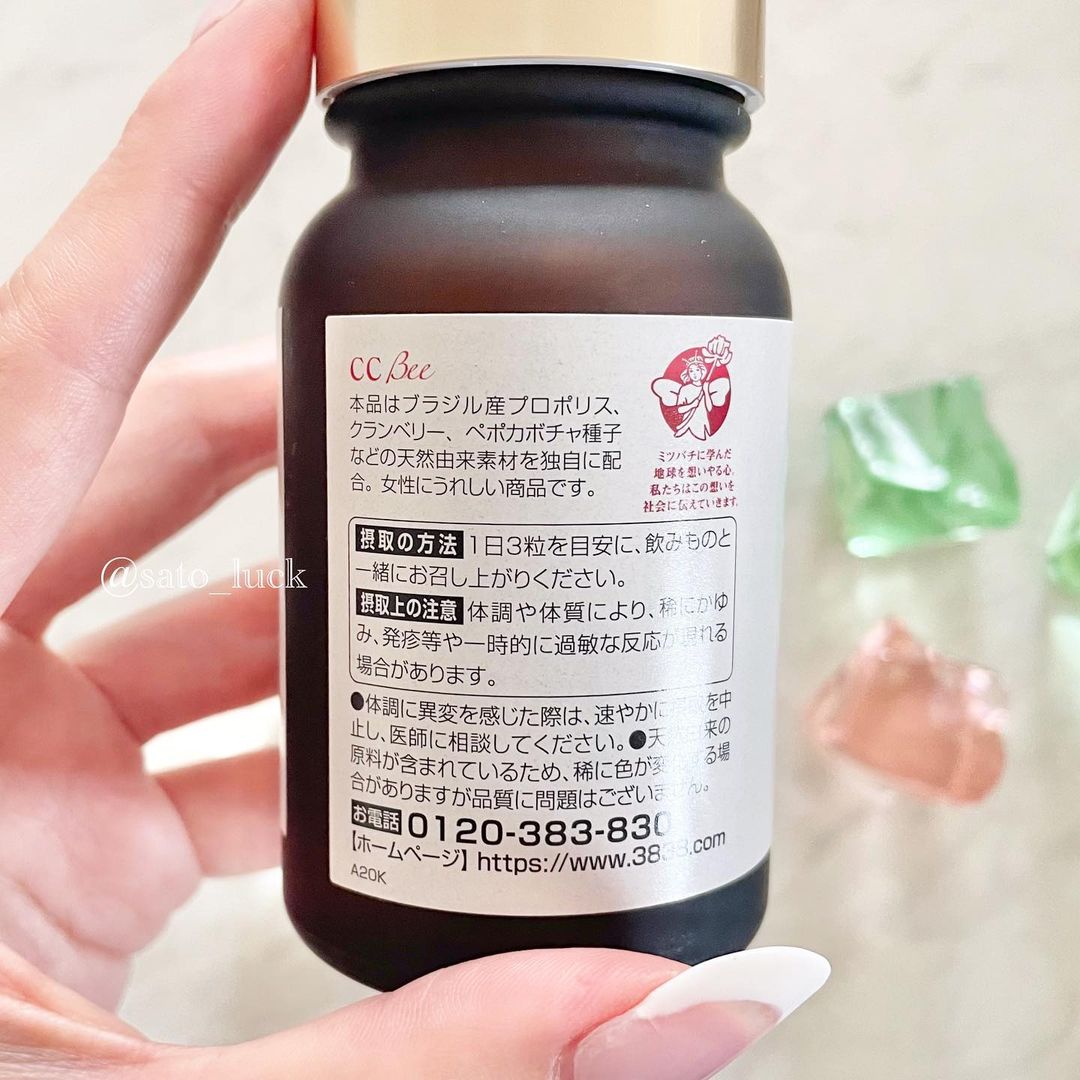 CC Bee
本品はブラジル産プロポリス、
クランベリー、ペポカボチャ種子
などの天然由来素材を独自に配
合。女性にうれしい商品です。
ミツバチに学んだ
地球を想いやる心。
私たちはこの想いを
社会に伝えていきます。
摂取の方法 1日3粒を目安に、飲みものと
一緒にお召し上がりください。
摂取上の注意 体調や体質により、稀にかゆ
み、発疹等や一時的に過敏な反応が現れる
場合があります。
●体調に異変を感じた際は、速やかに を中
止し、医師に相談してください。●天然由来の
原料が含まれているため、稀に色が変 する場
合がありますが品質に問題はございません。
お電話 0120-383-830
【ホームページ】https://www.3838.com
A20K
@sato_luck